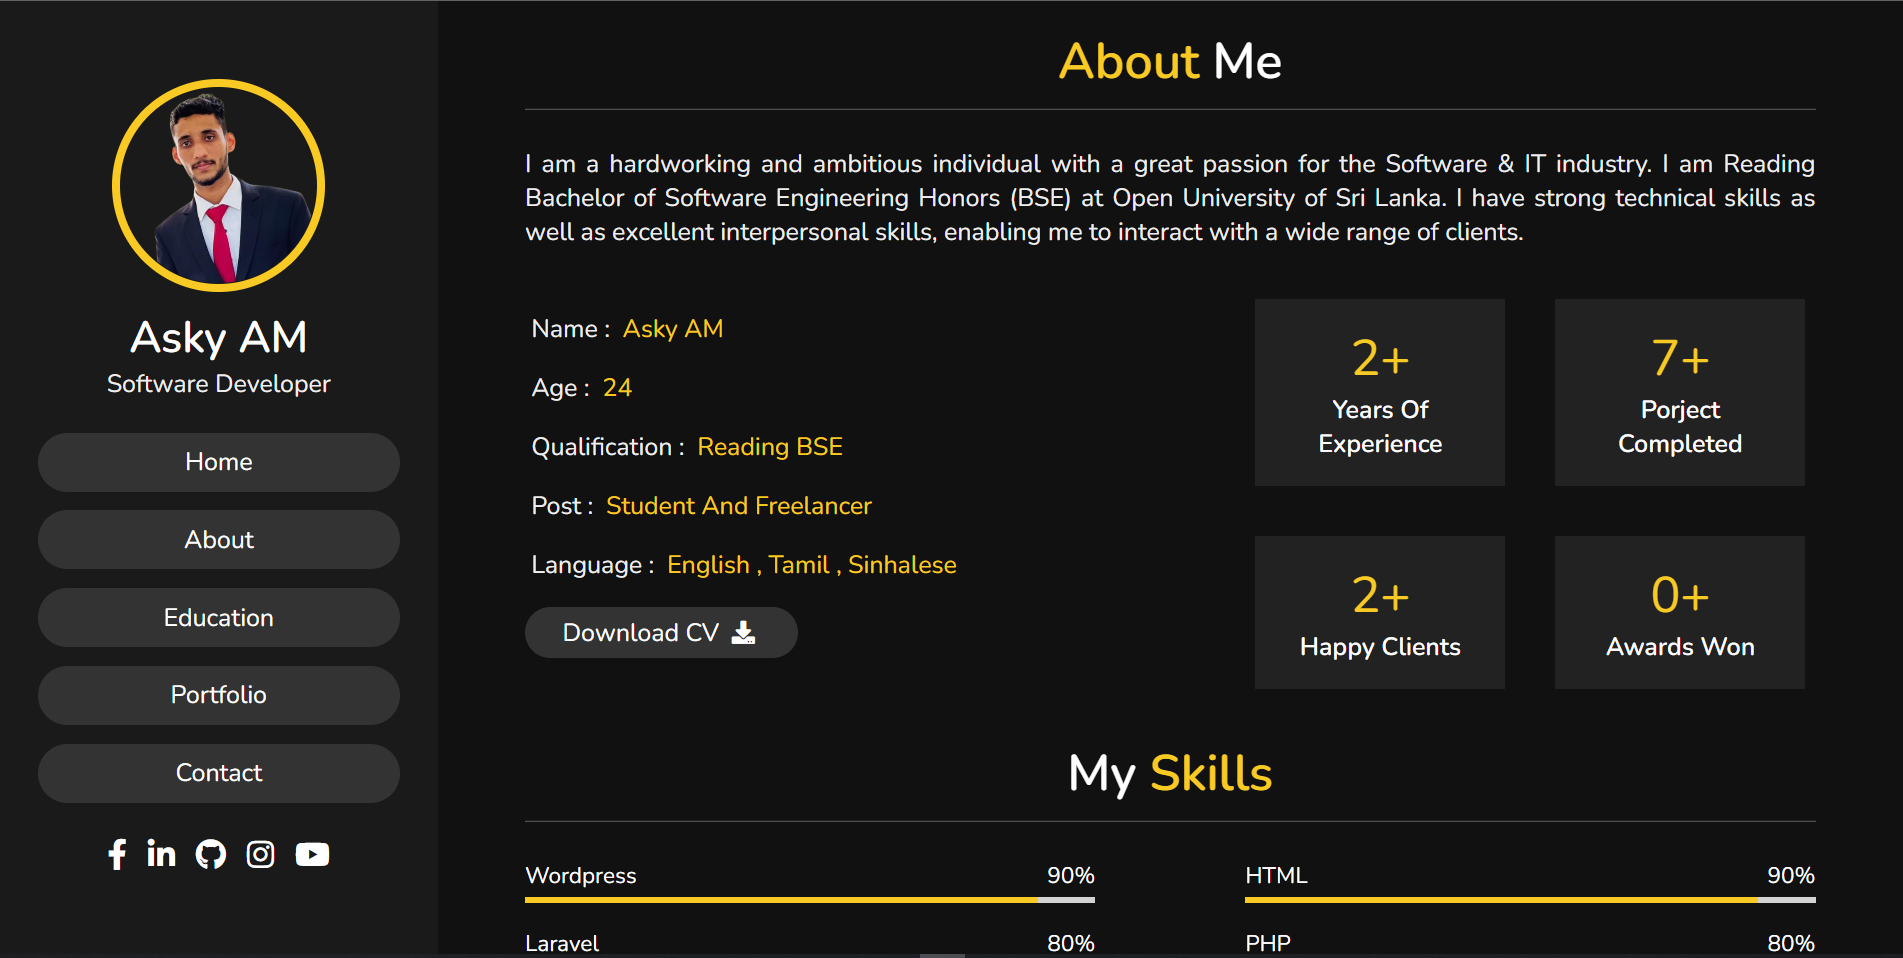 Asky AM
Software Developer
Home
About
Education
Portfolio
Contact
About Me
I am a hardworking and ambitious individual with a great passion for the Software & IT industry. I am Reading
Bachelor of Software Engineering Honors (BSE) at Open University of Sri Lanka. I have strong technical skills as
well as excellent interpersonal skills, enabling me to interact with a wide range of clients.
Name : Asky AM
Age : 24
Qualification : Reading BSE
Post : Student And Freelancer
Language : English , Tamil , Sinhalese
Download CV
2+
Years Of
Experience
7+
Porject
Completed
2+
Happy Clients
0+
Awards Won
My Skills
Wordpress 90%
HTML 90%
Laravel 80%
PHP 80%